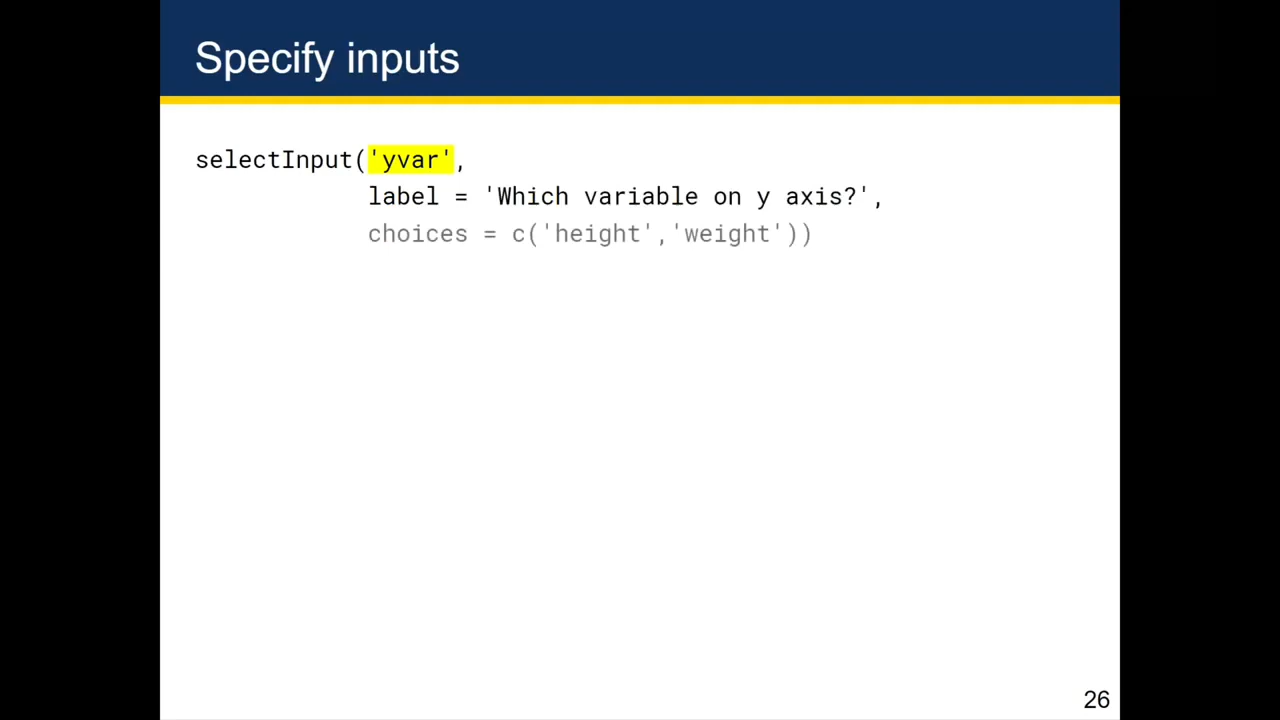 Specify inputs
selectInput('yvar',
label = 'Which variable on y axis?',
choices = c('height','weight'))
26